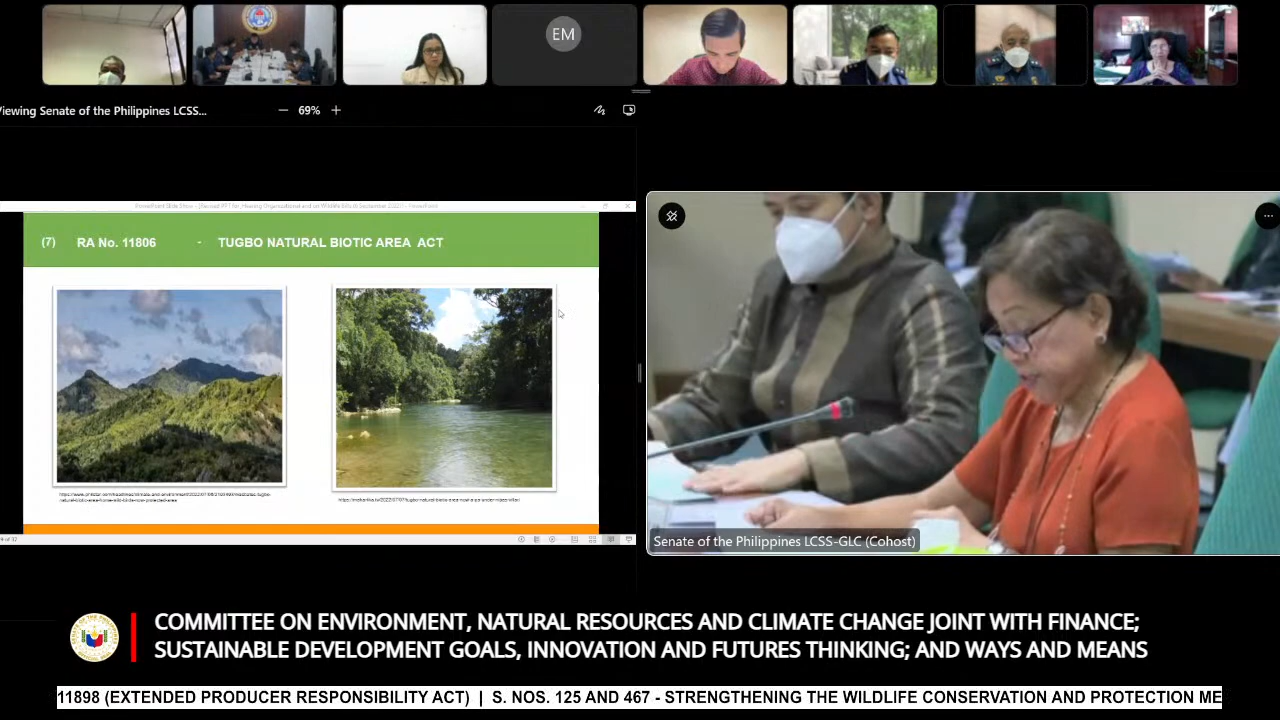 EM
Viewing Senate of the Philippines LCSS...
69%
(7) RA No. 11806 - TUGBO NATURAL BIOTIC AREA ACT
Senate of the Philippines LCSS-GLC (Cohost)
COMMITTEE ON ENVIRONMENT, NATURAL RESOURCES AND CLIMATE CHANGE JOINT WITH FINANCE;
SUSTAINABLE DEVELOPMENT GOALS, INNOVATION AND FUTURES THINKING; AND WAYS AND MEANS
11898 (EXTENDED PRODUCER RESPONSIBILITY ACT) | S. NOS. 125 AND 467 - STRENGTHENING THE WILDLIFE CONSERVATION AND PROTECTION ME